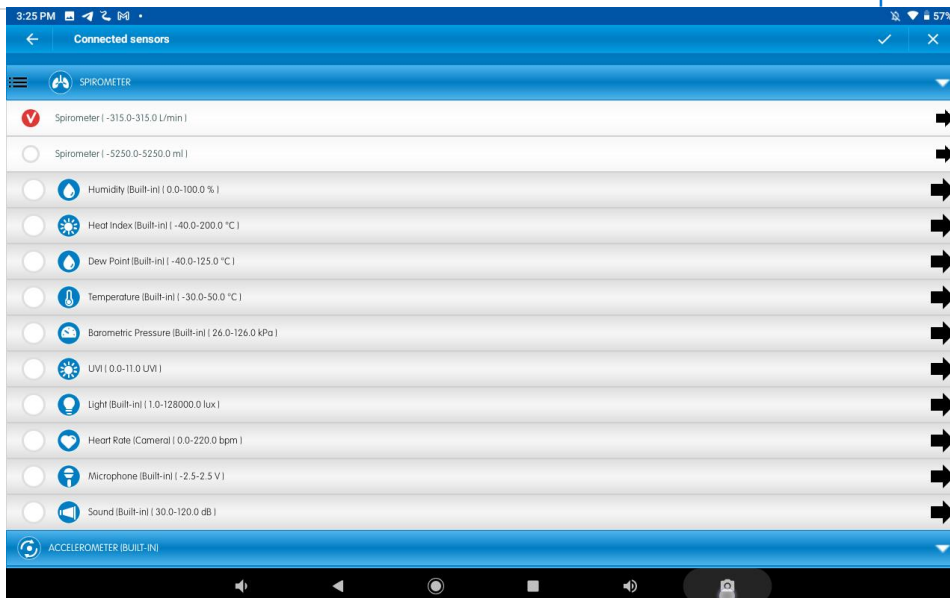 3:25 PM 57%
Connected sensors
SPIROMETER
Spirometer ( -315.0-315.0 L/min )
Spirometer ( -5250.0-5250.0 ml )
Humidity (Built-in) ( 0.0-100.0 % )
Heat Index (Built-in) ( -40.0-200.0 °C )
Dew Point (Built-in) ( -40.0-125.0 °C )
Temperature (Built-in) ( -30.0-50.0 °C )
Barometric Pressure (Built-in) ( 26.0-126.0 kPa )
UVI ( 0.0-11.0 UVI )
Light (Built-in) ( 1.0-128000.0 lux )
Heart Rate (Camera) ( 0.0-220.0 bpm )
Microphone (Built-in) ( -2.5-2.5 V )
Sound (Built-in) ( 30.0-120.0 dB )
ACCELEROMETER (BUILT-IN)